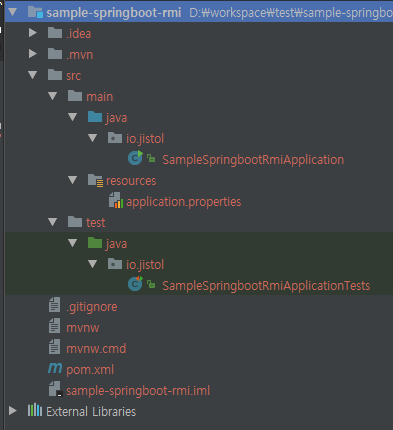 sample-springboot-rmi D:￦workspace￦test￦sample-springbo
.idea
.mvn
src
main
java
io.jistol
SampleSpringbootRmiApplication
resources
application.properties
test
java
io.jistol
SampleSpringbootRmiApplicationTests
.gitignore
mvnw
mvnw.cmd
pom.xml
sample-springboot-rmi.iml
External Libraries